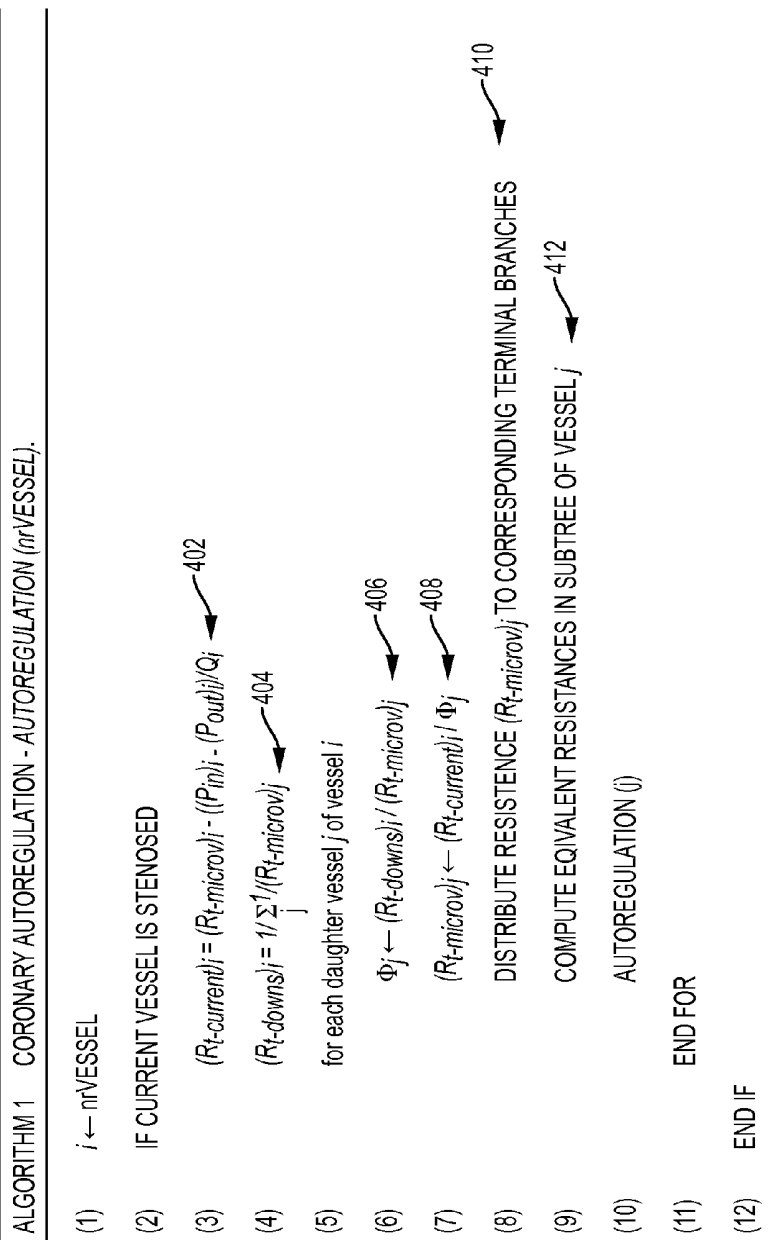 ALGORITHM 1 CORONARY AUTOREGULATION - AUTOREGULATION (nrVESSEL).
(1) i ← nrVESSEL
(2) IF CURRENT VESSEL IS STENOSED
(3) (Rt-current)i = (Rt-microv)i - ((Pin)i - (Pout)i)/Qi 402
(4) (Rt-downs)i = 1/ Σj 1/(Rt-microv)j 404
(5) for each daughter vessel j of vessel i
(6) Φj ← (Rt-downs)i / (Rt-microv)j 406
(7) (Rt-microv)j ← (Rt-current)i / Φj 408
(8) DISTRIBUTE RESISTENCE (Rt-microv)j TO CORRESPONDING TERMINAL BRANCHES 410
(9) COMPUTE EQIVALENT RESISTANCES IN SUBTREE OF VESSEL j 412
(10) AUTOREGULATION (j)
(11) END FOR
(12) END IF